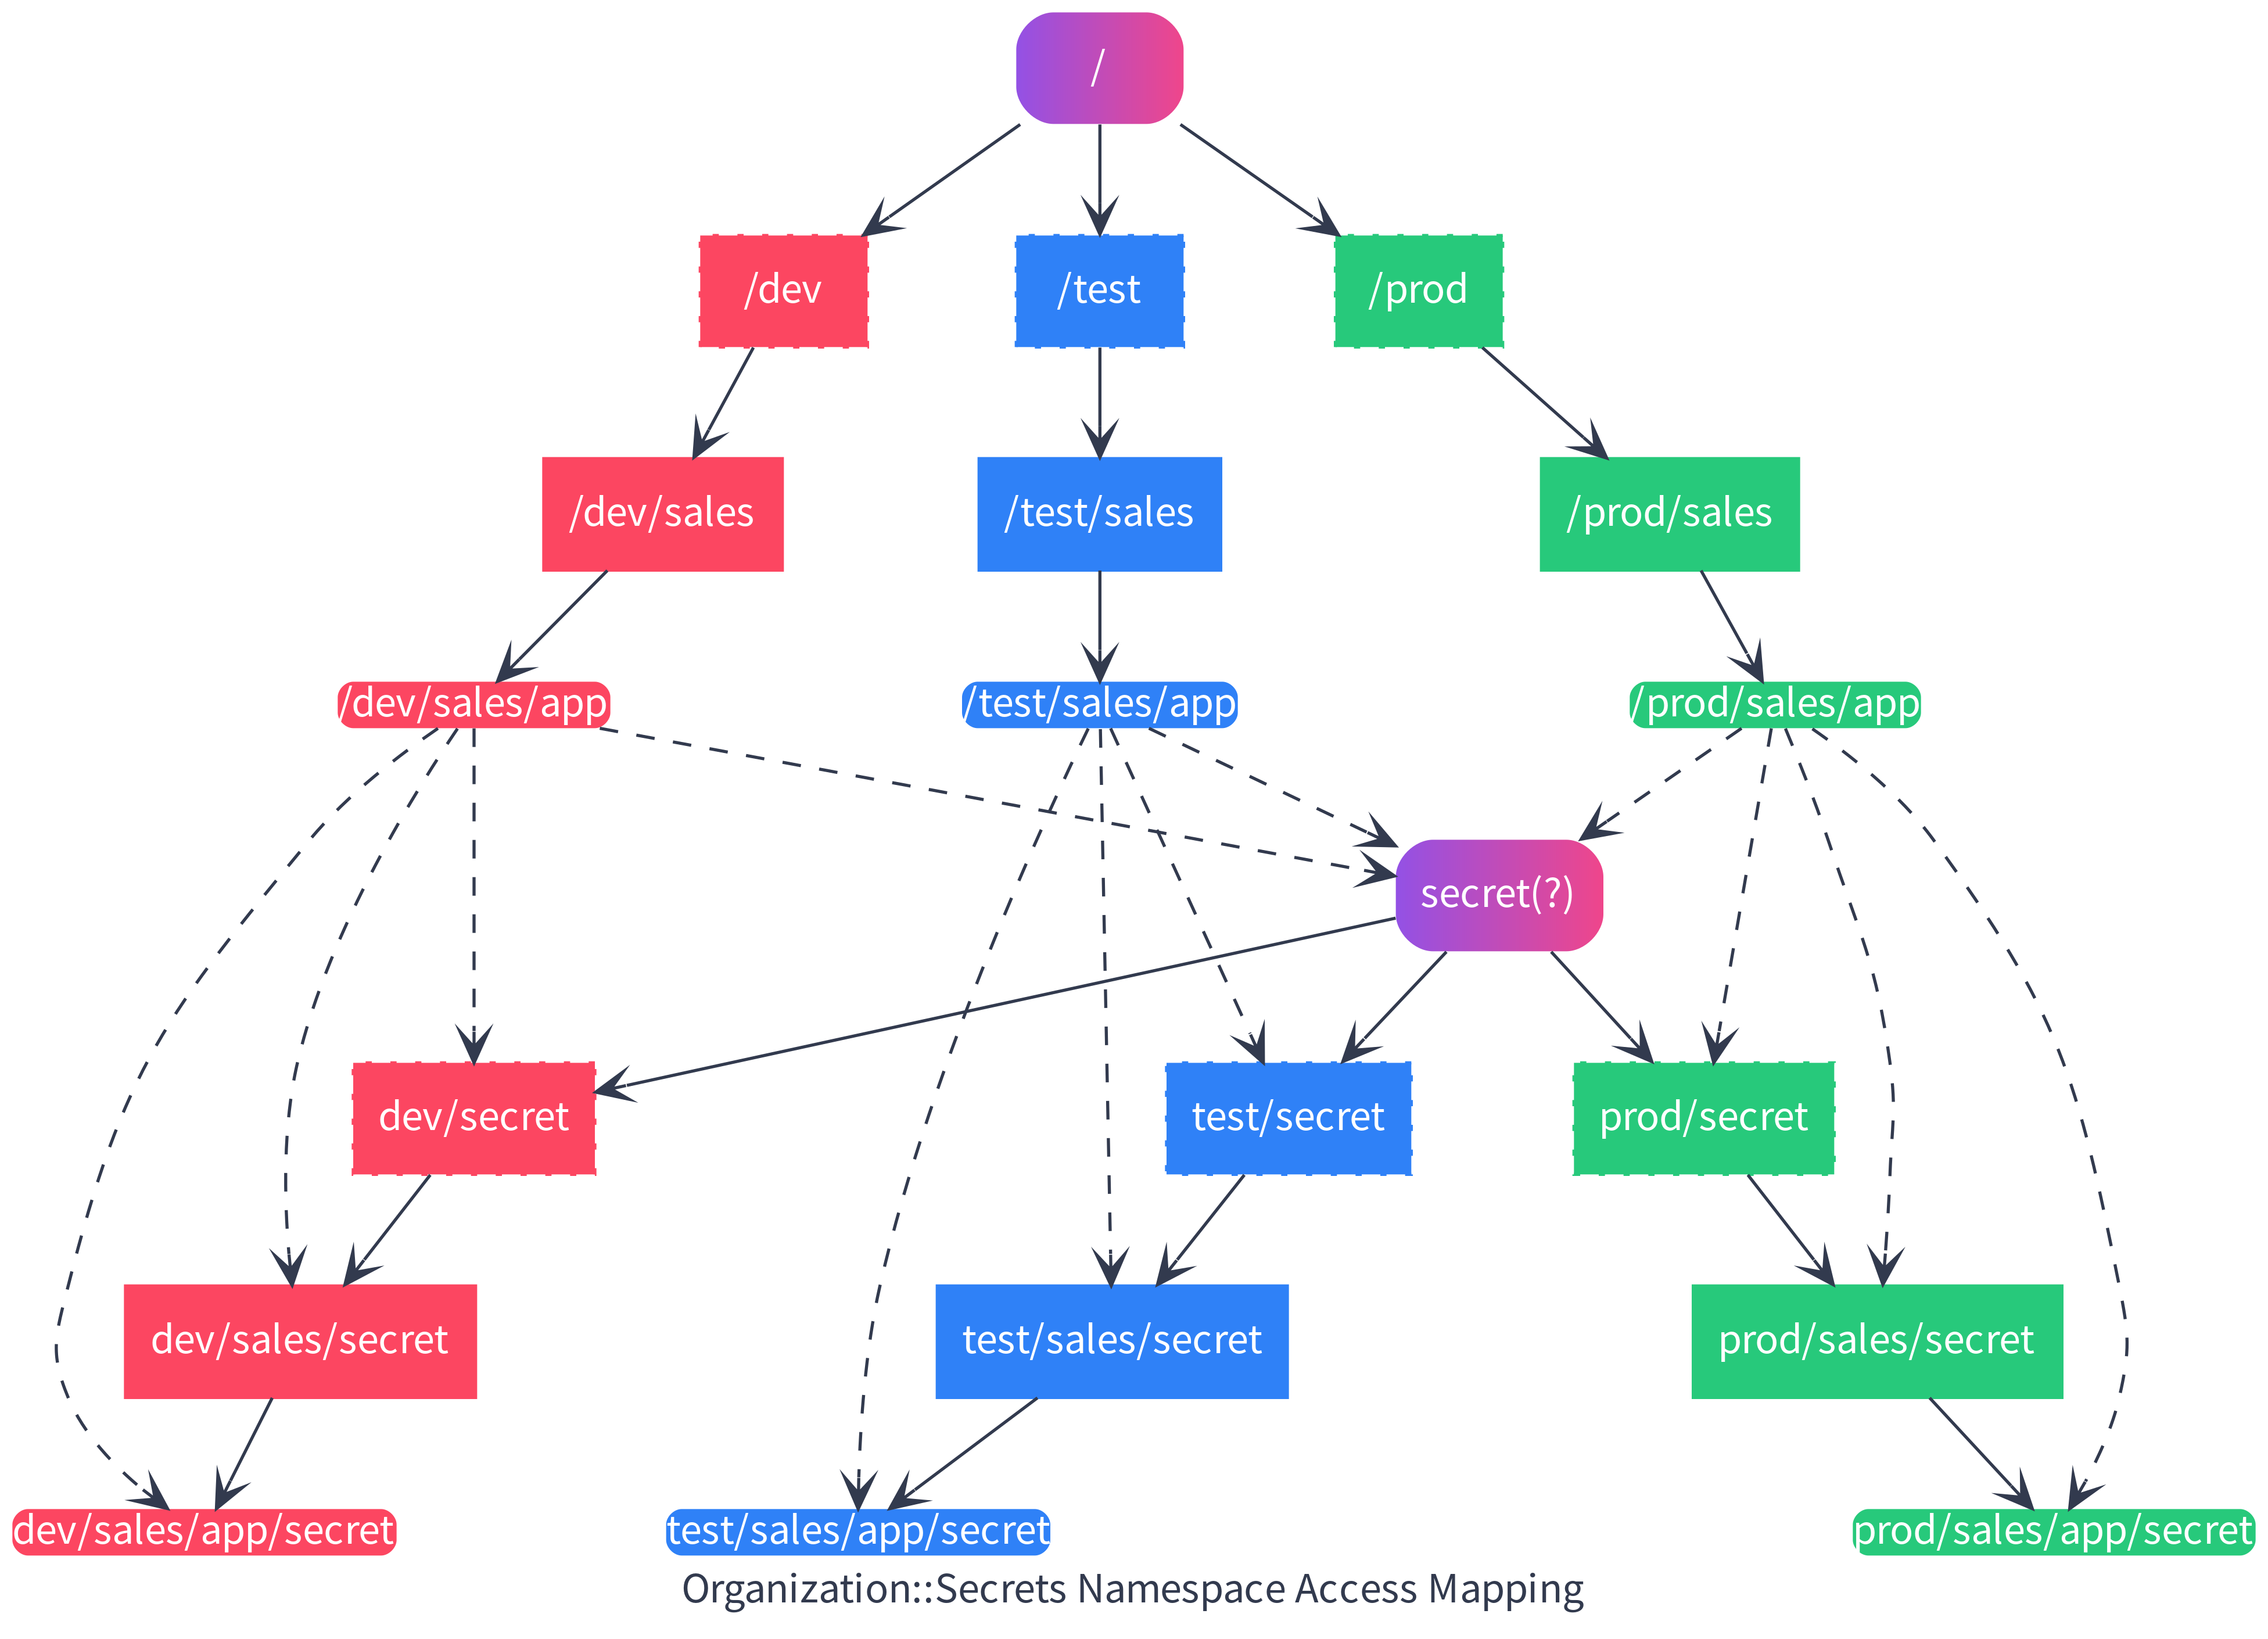 /
/dev
/test
/prod
/dev/sales
/test/sales
/prod/sales
/dev/sales/app
/test/sales/app
/prod/sales/app
secret(?)
dev/secret
test/secret
prod/secret
dev/sales/secret
test/sales/secret
prod/sales/secret
dev/sales/app/secret
test/sales/app/secret
prod/sales/app/secret
Organization::Secrets Namespace Access Mapping